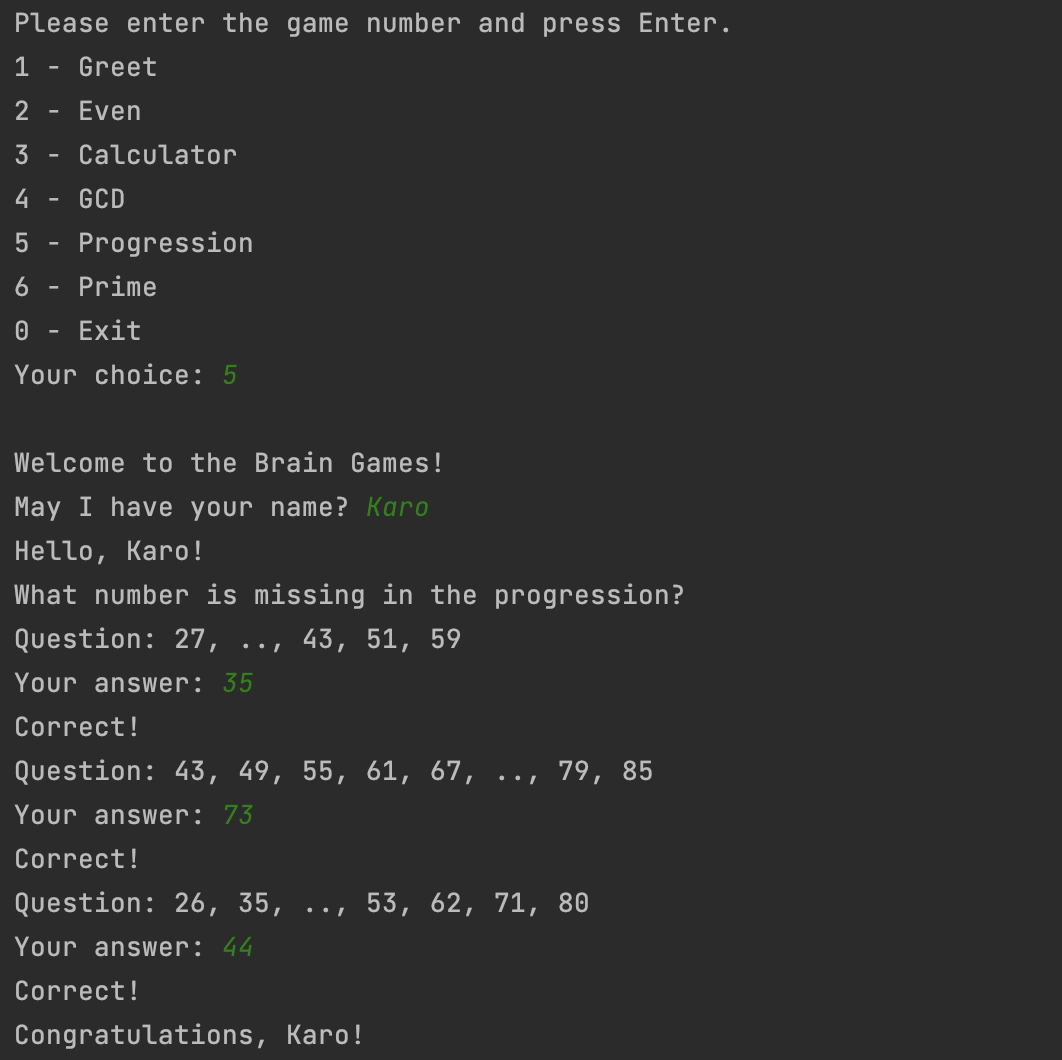 Please enter the game number and press Enter.
1 - Greet
2 - Even
3 - Calculator
4 - GCD
5 - Progression
6 - Prime
0 - Exit
Your choice: 5
Welcome to the Brain Games!
May I have your name? Karo
Hello, Karo!
What number is missing in the progression?
Question: 27, .., 43, 51, 59
Your answer: 35
Correct!
Question: 43, 49, 55, 61, 67, .., 79, 85
Your answer: 73
Correct!
Question: 26, 35, .., 53, 62, 71, 80
Your answer: 44
Correct!
Congratulations, Karo!